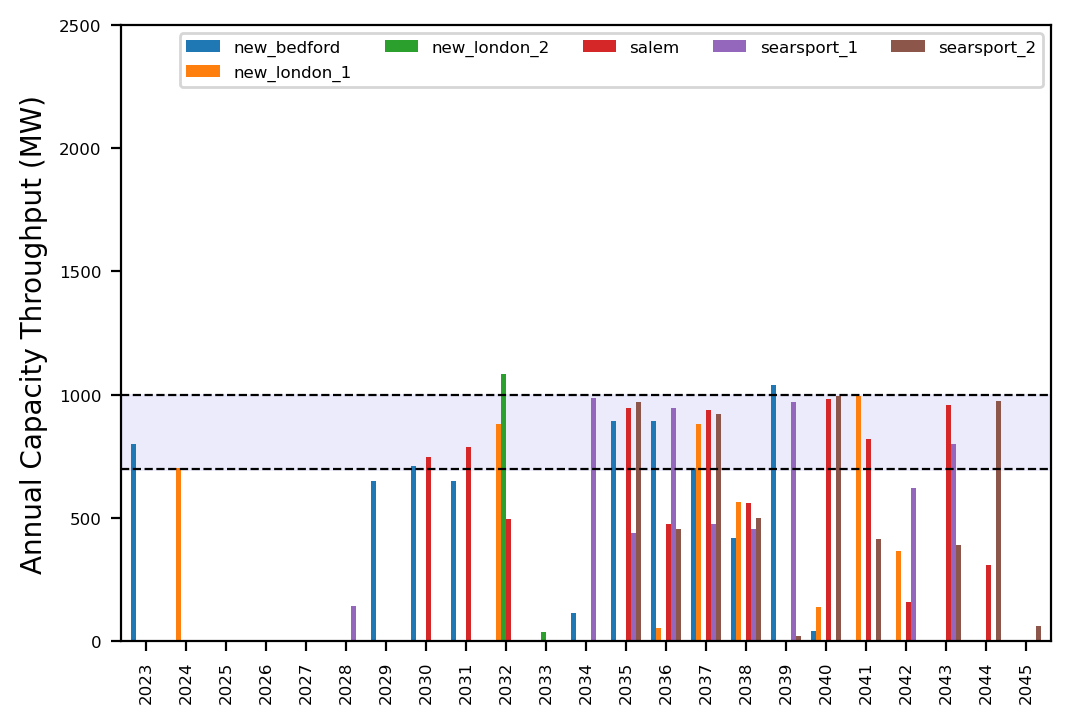 2500
2000
1500
1000
500
0
Annual Capacity Throughput (MW)
new_bedford new_london_2 salem searsport_1 searsport_2
new_london_1
2023 2024 2025 2026 2027 2028 2029 2030 2031 2032 2033 2034 2035 2036 2037 2038 2039 2040 2041 2042 2043 2044 2045